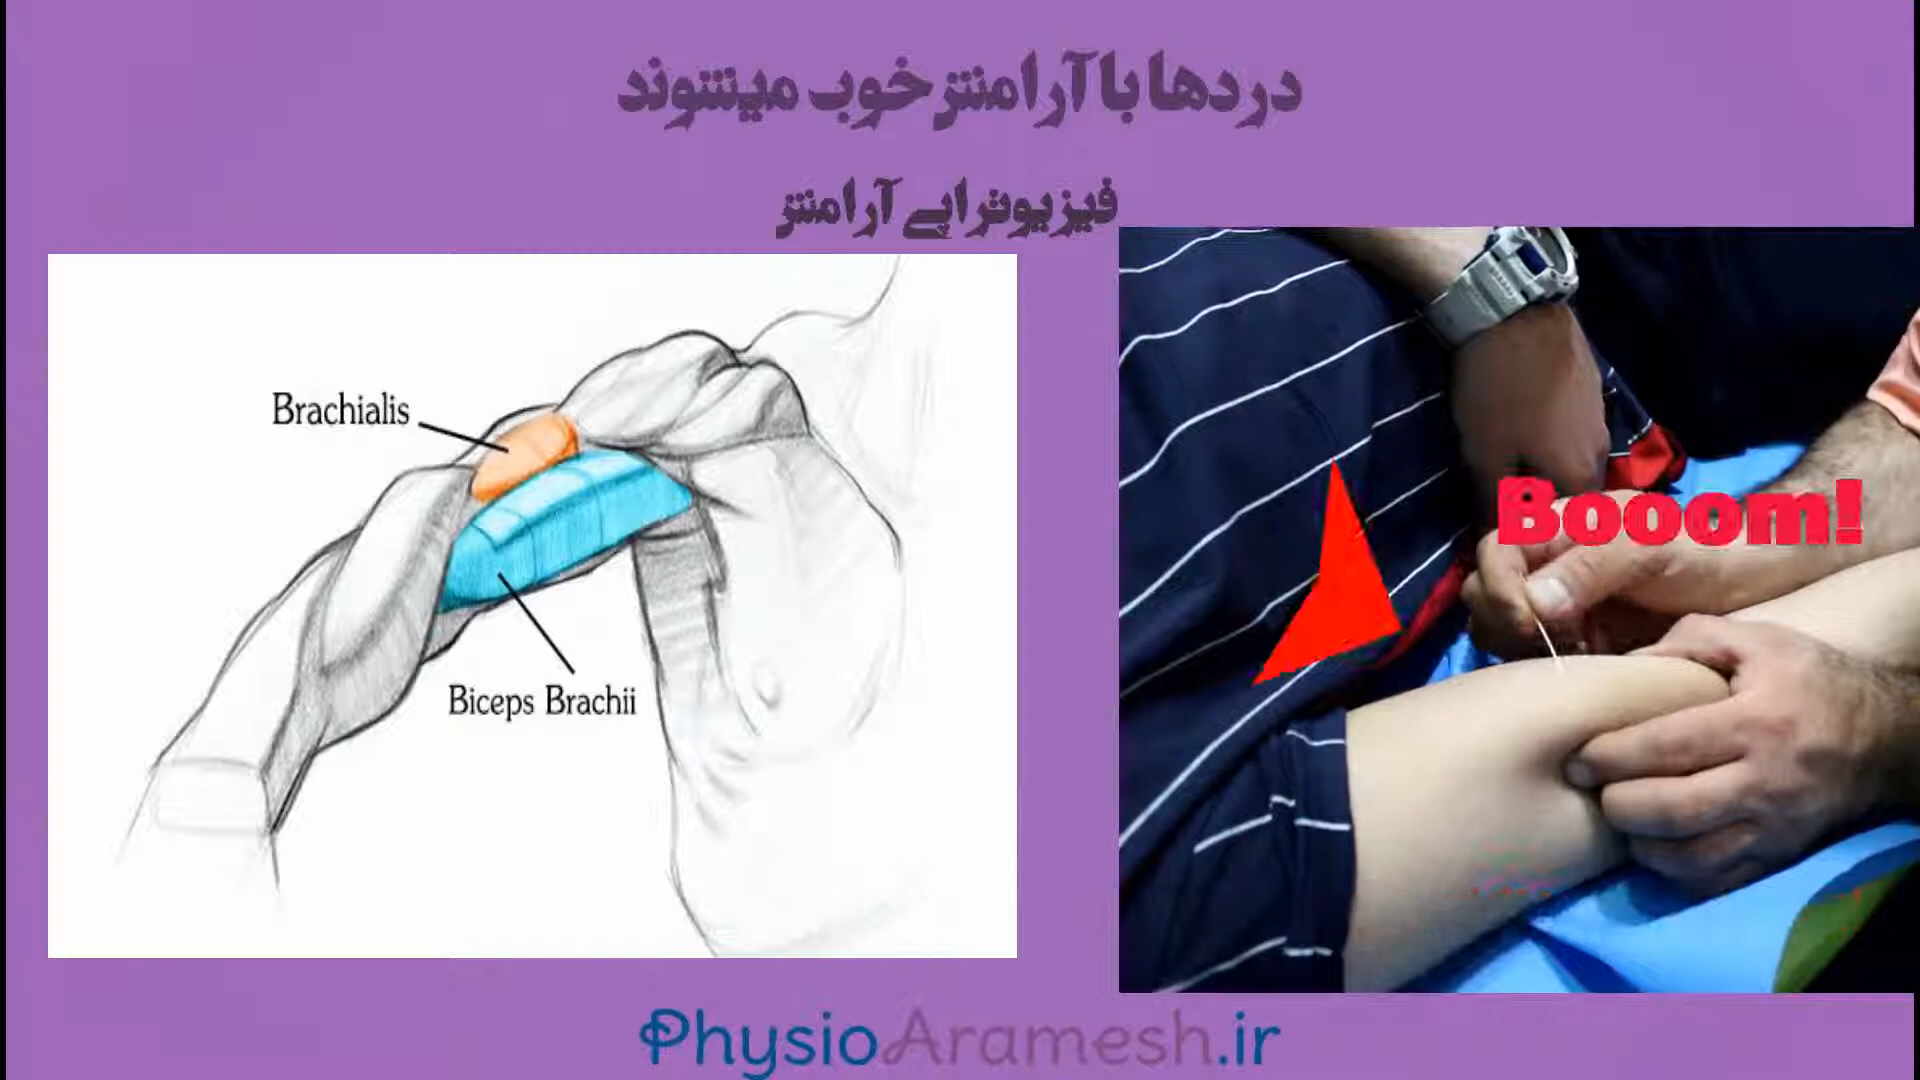 دردها با آرامش خوب میشوند
فیزیوتراپی آرامش
Brachialis
Biceps Brachii
Booom!
PhysioAramesh.ir